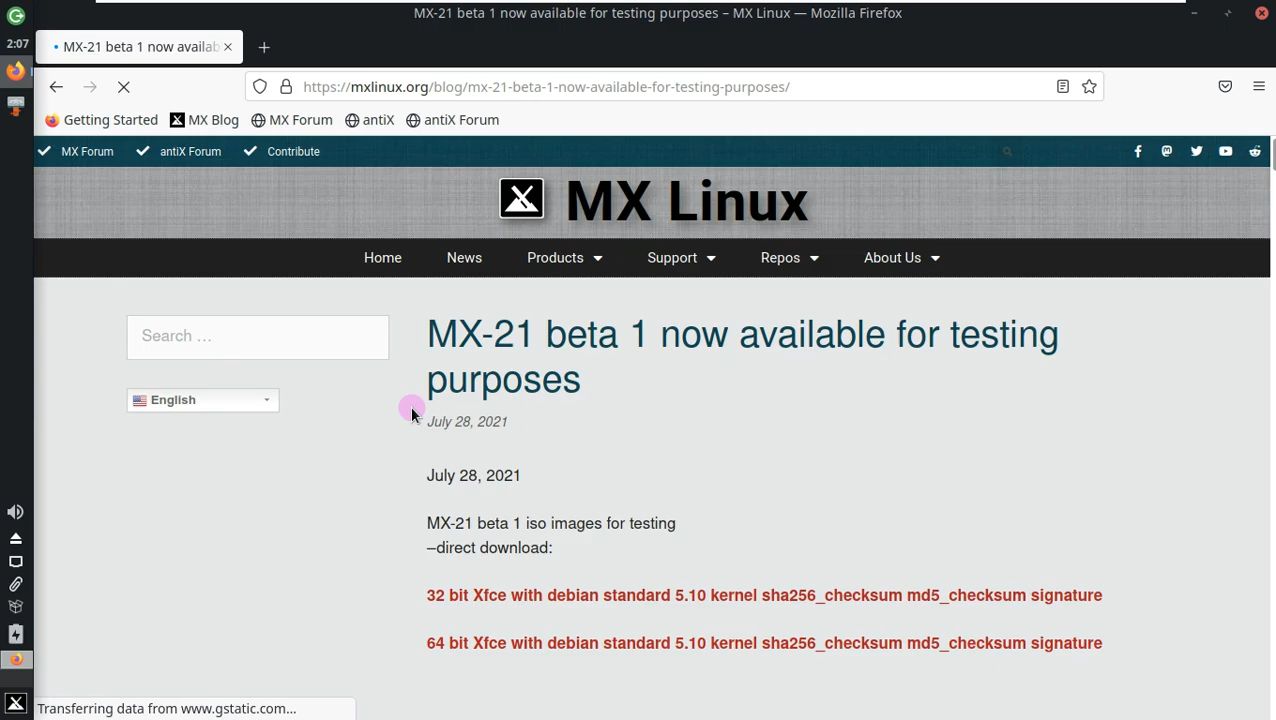 MX-21 beta 1 now available for testing purposes – MX Linux — Mozilla Firefox
2:07
MX-21 beta 1 now availab
https://mxlinux.org/blog/mx-21-beta-1-now-available-for-testing-purposes/
Getting Started MX Blog MX Forum antiX antiX Forum
MX Forum antiX Forum Contribute
MX Linux
Home News Products Support Repos About Us
Search …
English
MX-21 beta 1 now available for testing
purposes
July 28, 2021
July 28, 2021
MX-21 beta 1 iso images for testing
–direct download:
32 bit Xfce with debian standard 5.10 kernel sha256_checksum md5_checksum signature
64 bit Xfce with debian standard 5.10 kernel sha256_checksum md5_checksum signature
Transferring data from www.gstatic.com...